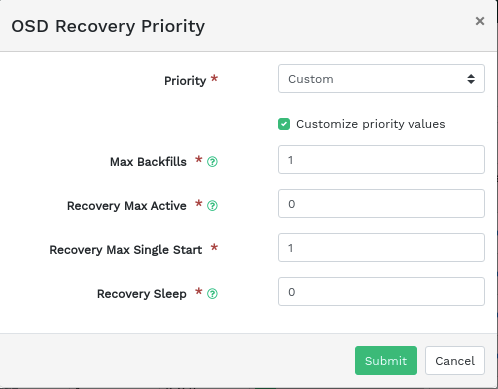 OSD Recovery Priority ×
Priority * Custom
Customize priority values
Max Backfills * ? 1
Recovery Max Active * ? 0
Recovery Max Single Start * 1
Recovery Sleep * ? 0
Submit Cancel